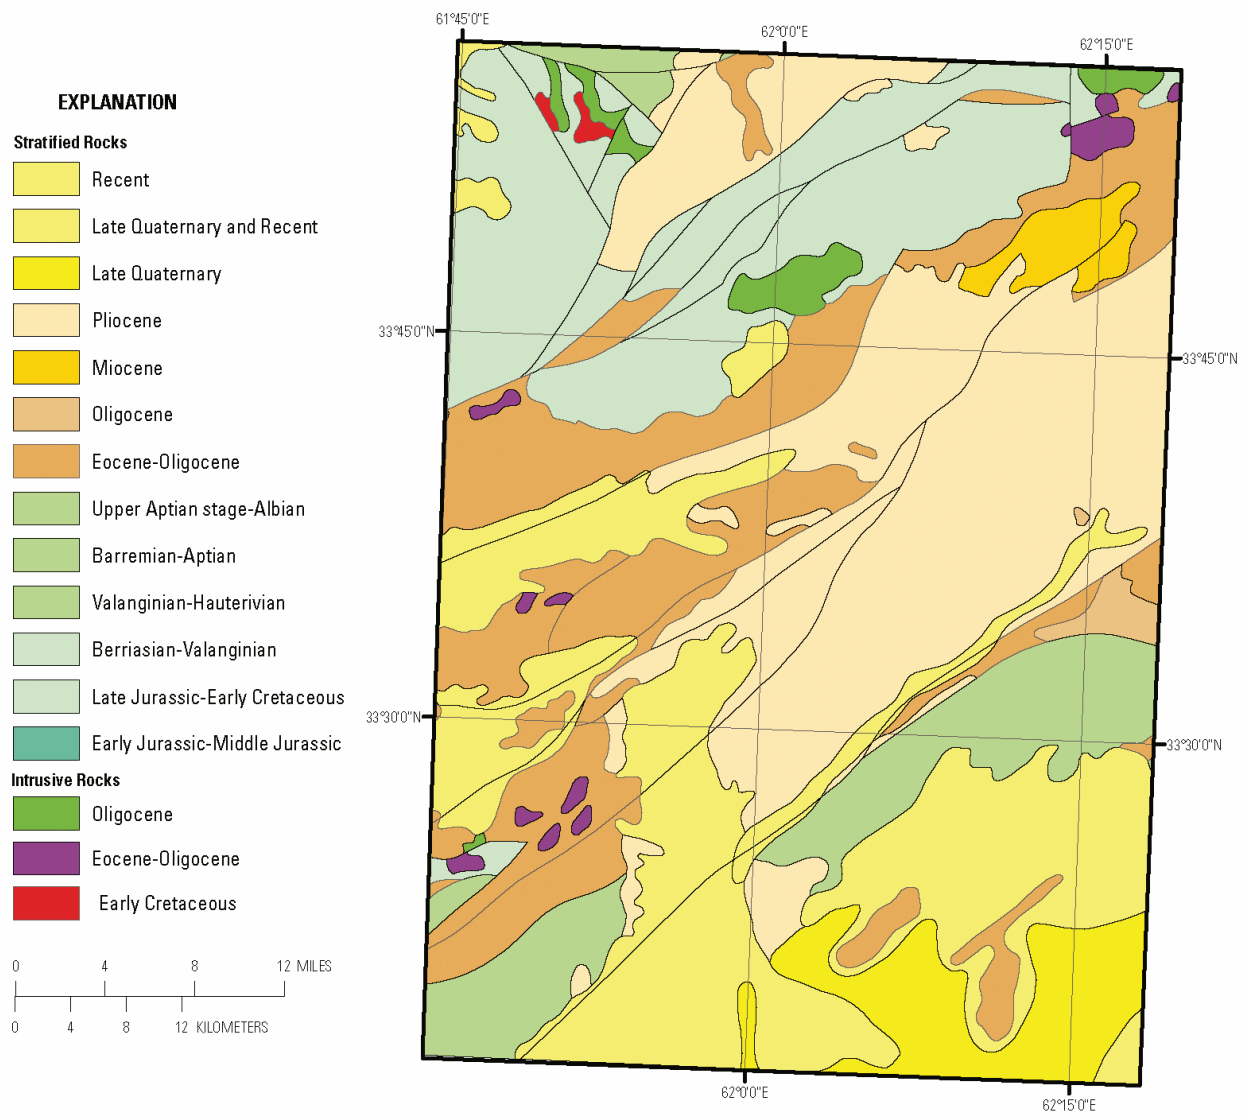 61°45'0"E
62°0'0"E
62°15'0"E
EXPLANATION
Stratified Rocks
Recent
Late Quaternary and Recent
Late Quaternary
Pliocene
Miocene
Oligocene
Eocene-Oligocene
Upper Aptian stage-Albian
Barremian-Aptian
Valanginian-Hauterivian
Berriasian-Valanginian
Late Jurassic-Early Cretaceous
Early Jurassic-Middle Jurassic
Intrusive Rocks
Oligocene
Eocene-Oligocene
Early Cretaceous
0 4 8 12 MILES
0 4 8 12 KILOMETERS
33°45'0"N
33°45'0"N
33°30'0"N
33°30'0"N
62°0'0"E
62°15'0"E